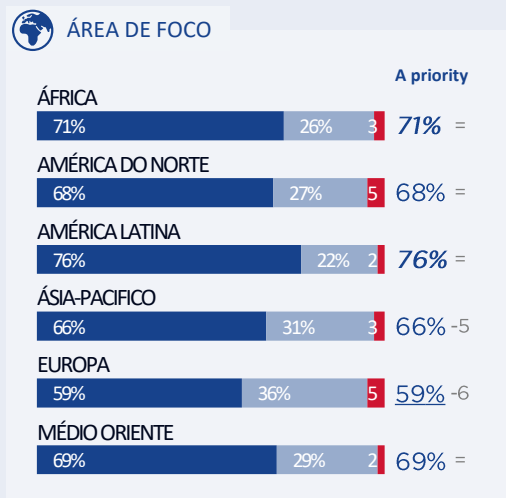 ÁREA DE FOCO
A priority
ÁFRICA
71% 26% 3 71% =
AMÉRICA DO NORTE
68% 27% 5 68% =
AMÉRICA LATINA
76% 22% 2 76% =
ÁSIA-PACIFICO
66% 31% 3 66% -5
EUROPA
59% 36% 5 59% -6
MÉDIO ORIENTE
69% 29% 2 69% =